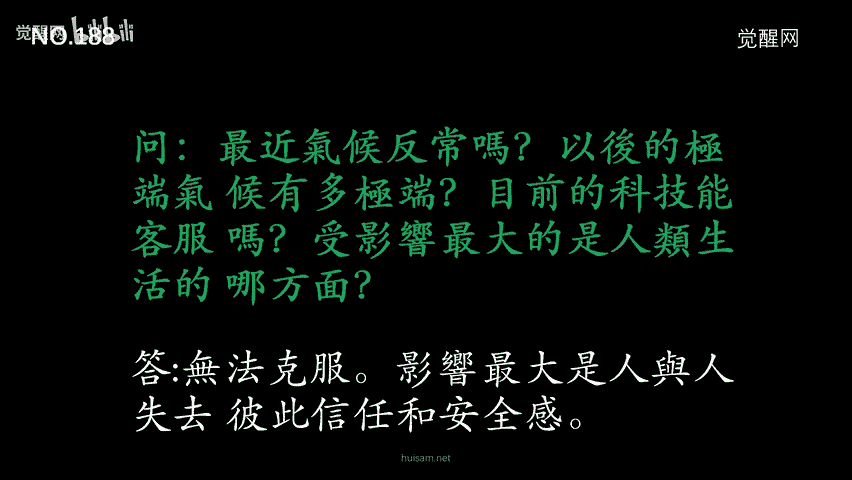 觉醒网 bilibili
NO.188
觉醒网
问： 最近氣候反常嗎？ 以後的極
端氣 候有多極端？ 目前的科技能
客服 嗎？ 受影響最大的是人類生
活的 哪方面？
答:無法克服。影響最大是人與人
失去 彼此信任和安全感。
huisam.net